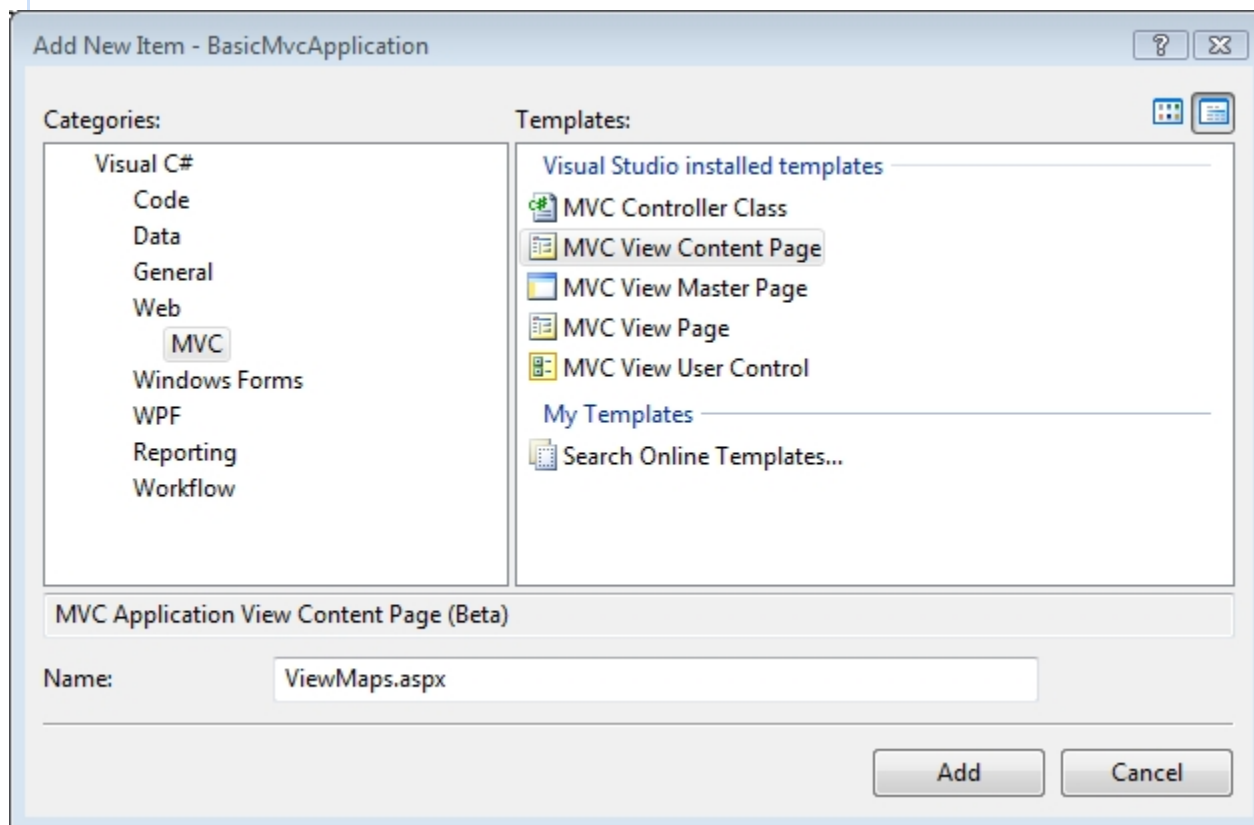 Add New Item - BasicMvcApplication
Categories:
Visual C#
Code
Data
General
Web
MVC
Windows Forms
WPF
Reporting
Workflow
Templates:
Visual Studio installed templates
MVC Controller Class
MVC View Content Page
MVC View Master Page
MVC View Page
MVC View User Control
My Templates
Search Online Templates...
MVC Application View Content Page (Beta)
Name: ViewMaps.aspx
Add Cancel